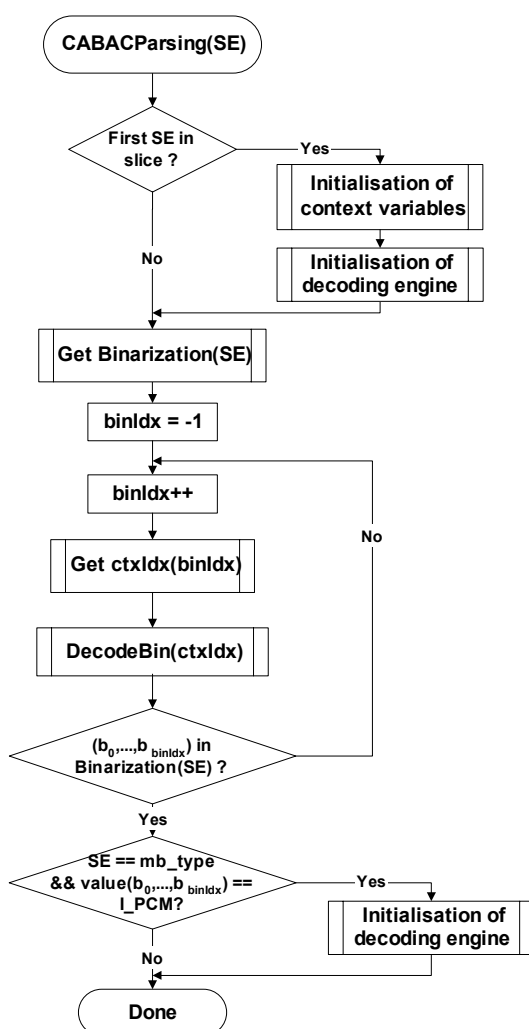 CABACParsing(SE)
First SE in
slice ?
Yes
Initialisation of
context variables
No
Initialisation of
decoding engine
Get Binarization(SE)
binIdx = -1
binIdx++
No
Get ctxIdx(binIdx)
DecodeBin(ctxIdx)
(b0,...,b binIdx) in
Binarization(SE) ?
Yes
SE == mb_type
&& value(b0,...,b binIdx) ==
I_PCM?
Yes
Initialisation of
decoding engine
No
Done